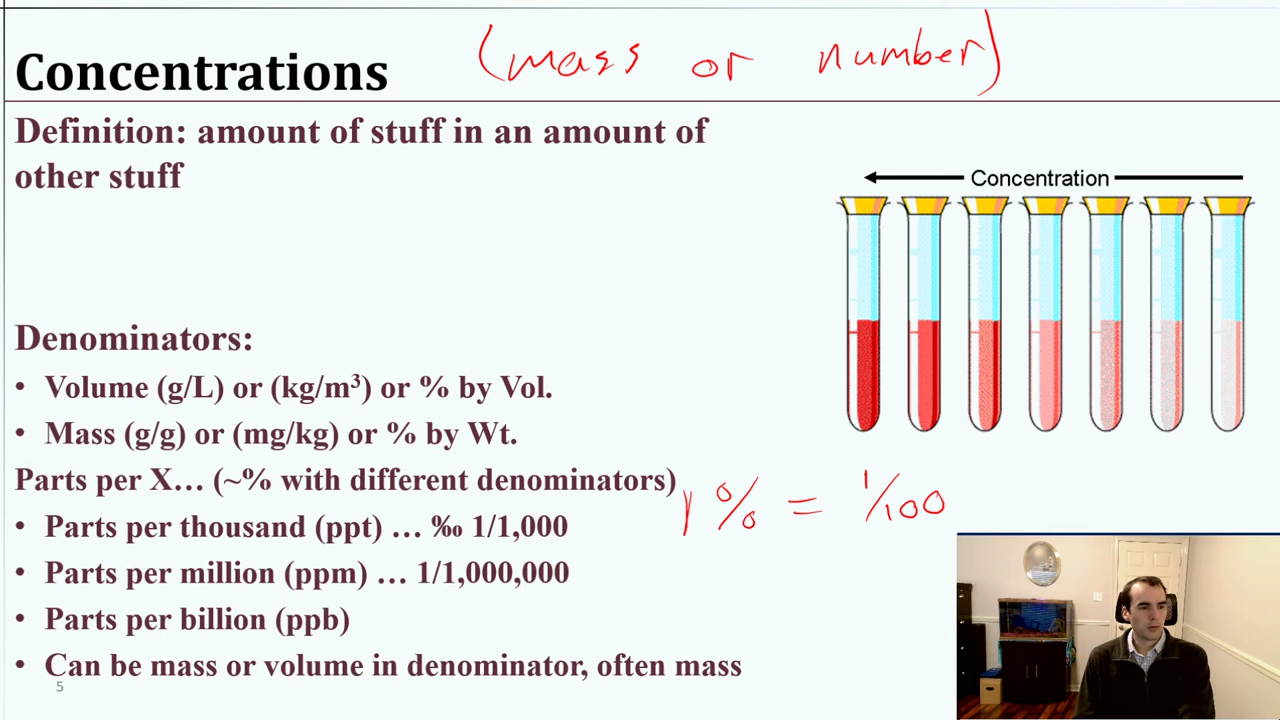 Concentrations (mass or number)
Definition: amount of stuff in an amount of
other stuff
Concentration
Denominators:
• Volume (g/L) or (kg/m³) or % by Vol.
• Mass (g/g) or (mg/kg) or % by Wt.
Parts per X… (~% with different denominators)
1% = 1/100
• Parts per thousand (ppt) … ‰ 1/1,000
• Parts per million (ppm) … 1/1,000,000
• Parts per billion (ppb)
• Can be mass or volume in denominator, often mass
5